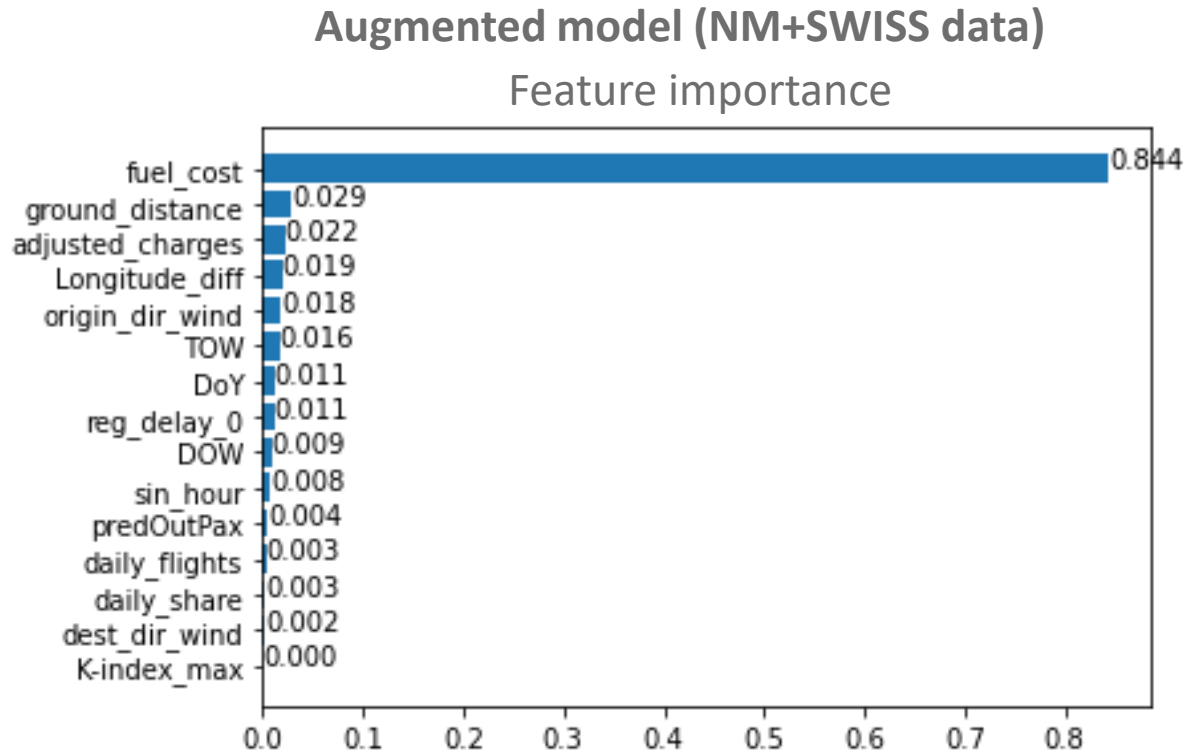 Augmented model (NM+SWISS data)
Feature importance
fuel_cost 0.844
ground_distance 0.029
adjusted_charges 0.022
Longitude_diff 0.019
origin_dir_wind 0.018
TOW 0.016
DoY 0.011
reg_delay_0 0.011
DOW 0.009
sin_hour 0.008
predOutPax 0.004
daily_flights 0.003
daily_share 0.003
dest_dir_wind 0.002
K-index_max 0.000
0.0 0.1 0.2 0.3 0.4 0.5 0.6 0.7 0.8